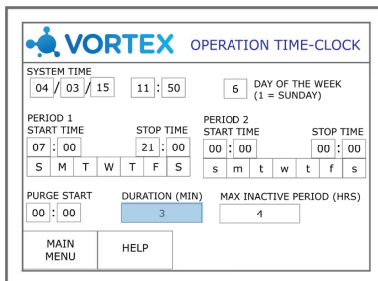 VORTEX OPERATION TIME-CLOCK
SYSTEM TIME
04 / 03 / 15 11 : 50 6 DAY OF THE WEEK
(1 = SUNDAY)
PERIOD 1 PERIOD 2
START TIME STOP TIME START TIME STOP TIME
07 : 00 21 : 00 00 : 00 00 : 00
S M T W T F S s m t w t f s
PURGE START DURATION (MIN) MAX INACTIVE PERIOD (HRS)
00 : 00 3 4
MAIN HELP
MENU